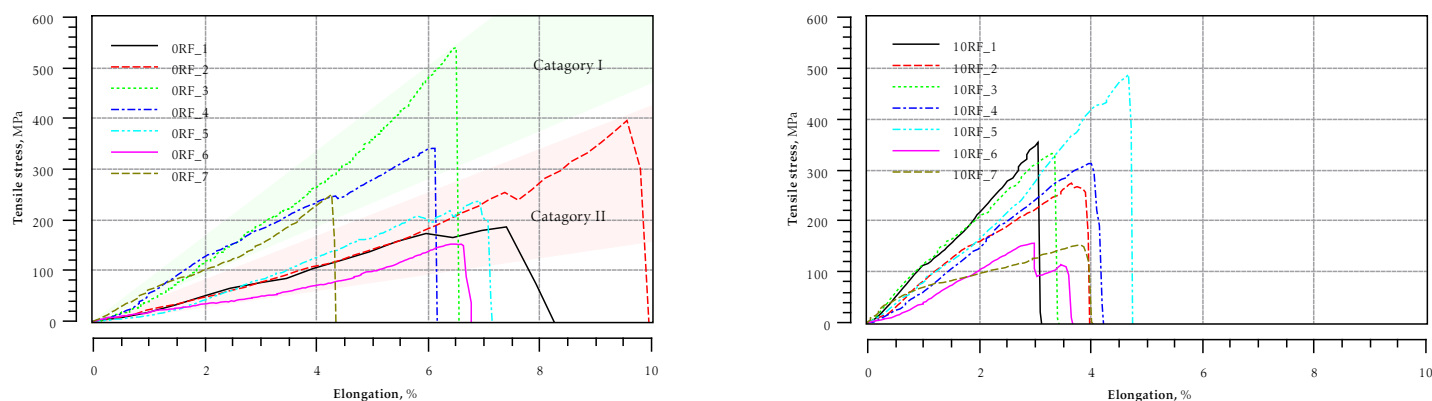 600
500
400
300
200
100
0
Tensile stress, MPa
0RF_1
0RF_2
0RF_3
0RF_4
0RF_5
0RF_6
0RF_7
Catagory I
Catagory II
0 2 4 6 8 10
Elongation, %
600
500
400
300
200
100
0
Tensile stress, MPa
10RF_1
10RF_2
10RF_3
10RF_4
10RF_5
10RF_6
10RF_7
0 2 4 6 8 10
Elongation, %